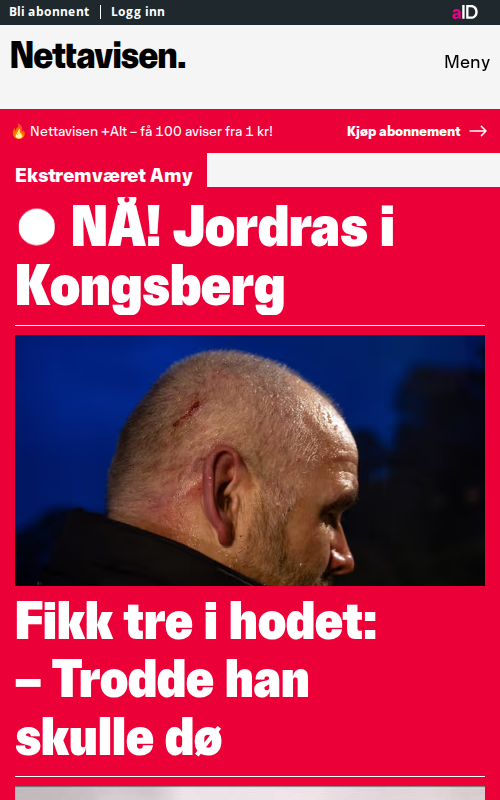 Bli abonnent | Logg inn
aID
Nettavisen.
Meny
🔥 Nettavisen +Alt – få 100 aviser fra 1 kr!
Kjøp abonnement →
Ekstremværet Amy
NÅ! Jordras i
Kongsberg
Fikk tre i hodet:
– Trodde han
skulle dø